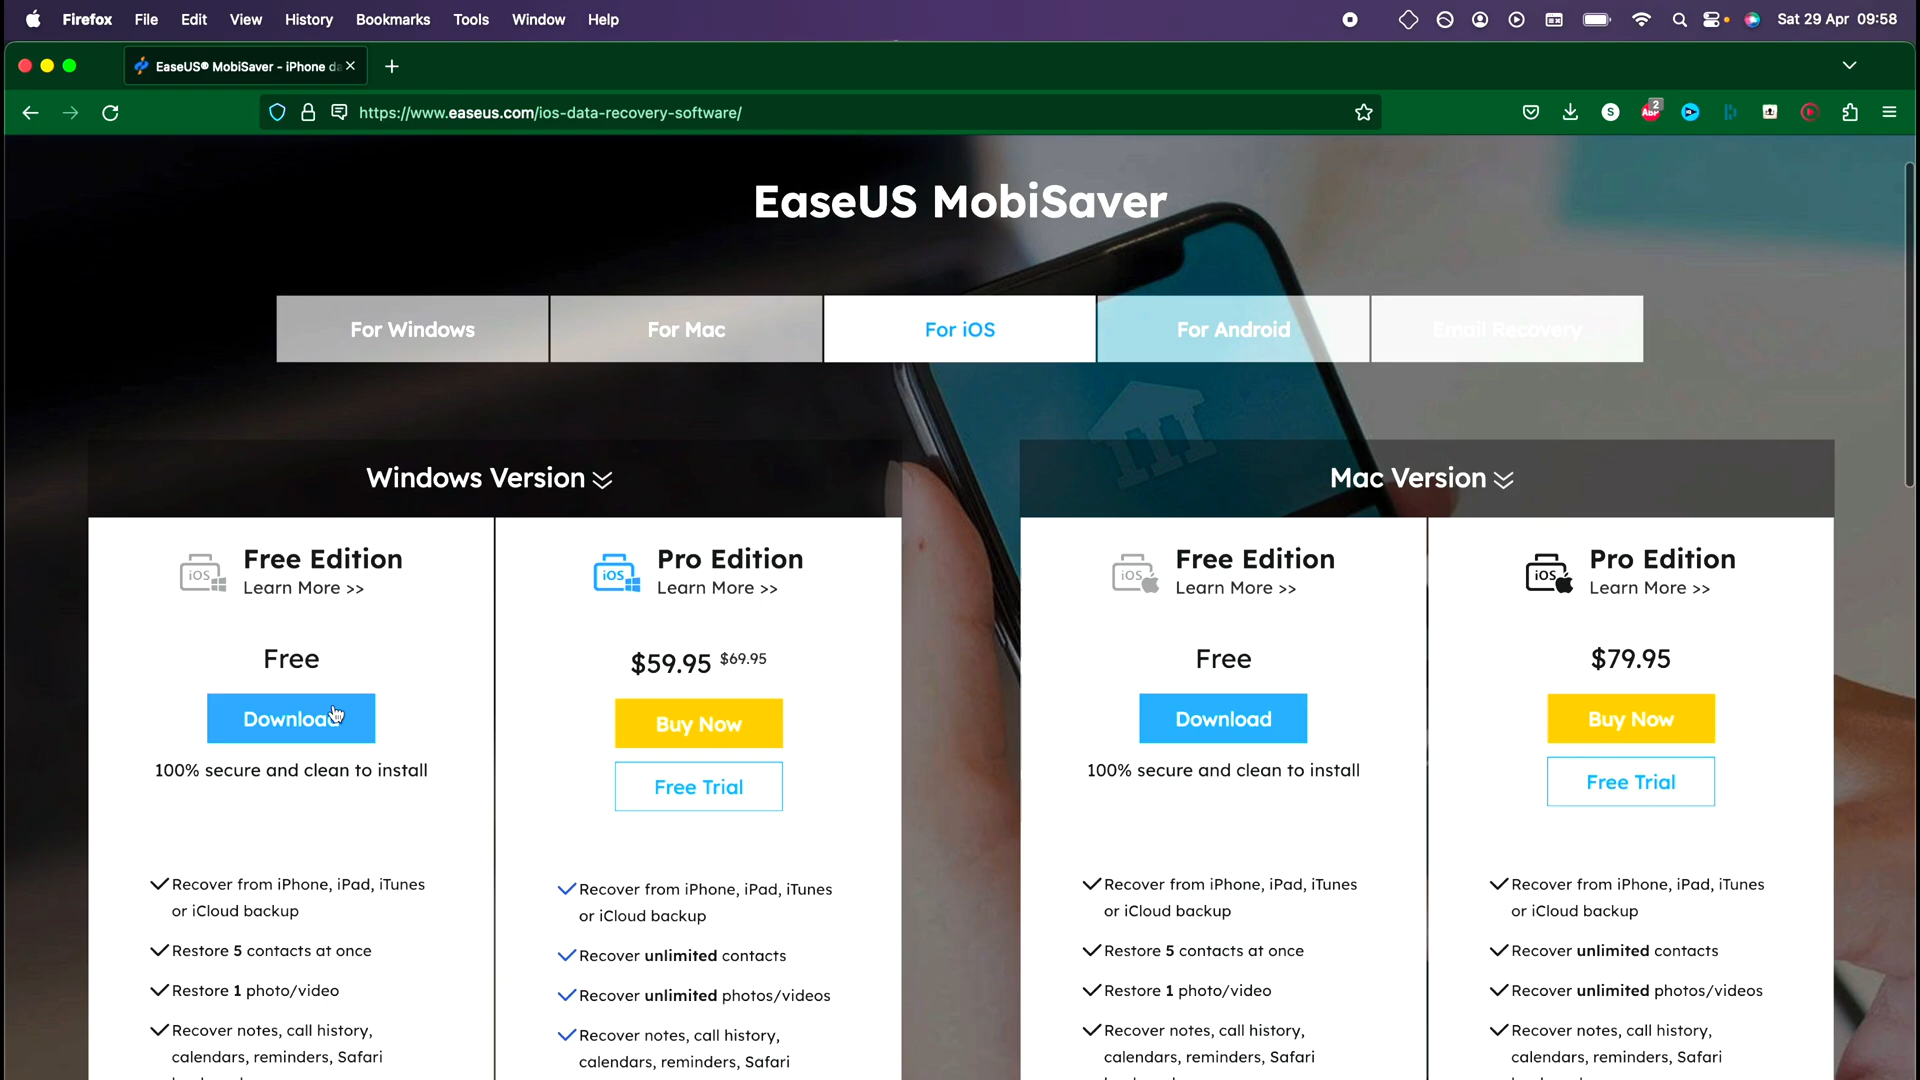 Firefox File Edit View History Bookmarks Tools Window Help Sat 29 Apr 09:58
EaseUS® MobiSaver - iPhone da
https://www.easeus.com/ios-data-recovery-software/
S ABP 2
EaseUS MobiSaver
For Windows For Mac For iOS For Android Email Recovery
Windows Version
Free Edition
Learn More >>
Free
Download
100% secure and clean to install
Recover from iPhone, iPad, iTunes
or iCloud backup
Restore 5 contacts at once
Restore 1 photo/video
Recover notes, call history,
calendars, reminders, Safari
iOS
Pro Edition
Learn More >>
$59.95 $69.95
Buy Now
Free Trial
Recover from iPhone, iPad, iTunes
or iCloud backup
Recover unlimited contacts
Recover unlimited photos/videos
Recover notes, call history,
calendars, reminders, Safari
iOS
Mac Version
Free Edition
Learn More >>
Free
Download
100% secure and clean to install
Recover from iPhone, iPad, iTunes
or iCloud backup
Restore 5 contacts at once
Restore 1 photo/video
Recover notes, call history,
calendars, reminders, Safari
iOS
Pro Edition
Learn More >>
$79.95
Buy Now
Free Trial
Recover from iPhone, iPad, iTunes
or iCloud backup
Recover unlimited contacts
Recover unlimited photos/videos
Recover notes, call history,
calendars, reminders, Safari
iOS